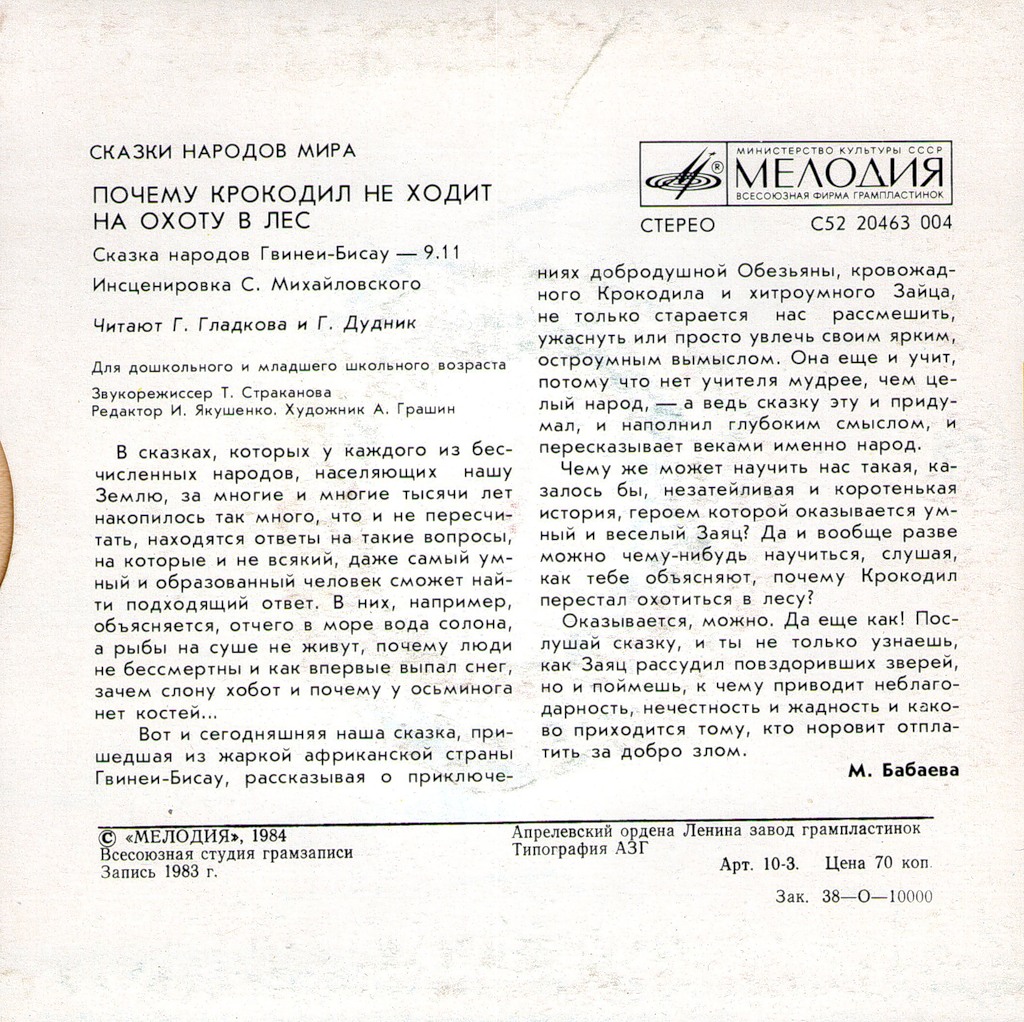 СКАЗКИ НАРОДОВ МИРА
ПОЧЕМУ КРОКОДИЛ НЕ ХОДИТ
НА ОХОТУ В ЛЕС
Сказка народов Гвинеи-Бисау — 9.11
Инсценировка С. Михайловского
Читают Г. Гладкова и Г. Дудник
Для дошкольного и младшего школьного возраста
Звукорежиссер Т. Страканова
Редактор И. Якушенко. Художник А. Грашин
В сказках, которых у каждого из бес-
численных народов, населяющих нашу
Землю, за многие и многие тысячи лет
накопилось так много, что и не пересчи-
тать, находятся ответы на такие вопросы,
на которые и не всякий, даже самый ум-
ный и образованный человек сможет най-
ти подходящий ответ. В них, например,
объясняется, отчего в море вода солона,
а рыбы на суше не живут, почему люди
не бессмертны и как впервые выпал снег,
зачем слону хобот и почему у осьминога
нет костей...
Вот и сегодняшняя наша сказка, при-
шедшая из жаркой африканской страны
Гвинеи-Бисау, рассказывая о приключе-
МИНИСТЕРСТВО КУЛЬТУРЫ СССР
®
МЕЛОДИЯ
ВСЕСОЮЗНАЯ ФИРМА ГРАМПЛАСТИНОК
СТЕРЕО С52 20463 004
ниях добродушной Обезьяны, кровожад-
ного Крокодила и хитроумного Зайца,
не только старается нас рассмешить,
ужаснуть или просто увлечь своим ярким,
остроумным вымыслом. Она еще и учит,
потому что нет учителя мудрее, чем це-
лый народ, — а ведь сказку эту и приду-
мал, и наполнил глубоким смыслом, и
пересказывает веками именно народ.
Чему же может научить нас такая, ка-
залось бы, незатейливая и коротенькая
история, героем которой оказывается ум-
ный и веселый Заяц? Да и вообще разве
можно чему-нибудь научиться, слушая,
как тебе объясняют, почему Крокодил
перестал охотиться в лесу?
Оказывается, можно. Да еще как! Пос-
лушай сказку, и ты не только узнаешь,
как Заяц рассудил повздоривших зверей,
но и поймешь, к чему приводит неблаго-
дарность, нечестность и жадность и како-
во приходится тому, кто норовит отпла-
тить за добро злом.
М. Бабаева
© «МЕЛОДИЯ», 1984
Всесоюзная студия грамзаписи
Запись 1983 г.
Апрелевский ордена Ленина завод грампластинок
Типография АЗГ
Арт. 10-3. Цена 70 коп.
Зак. 38—О—10000